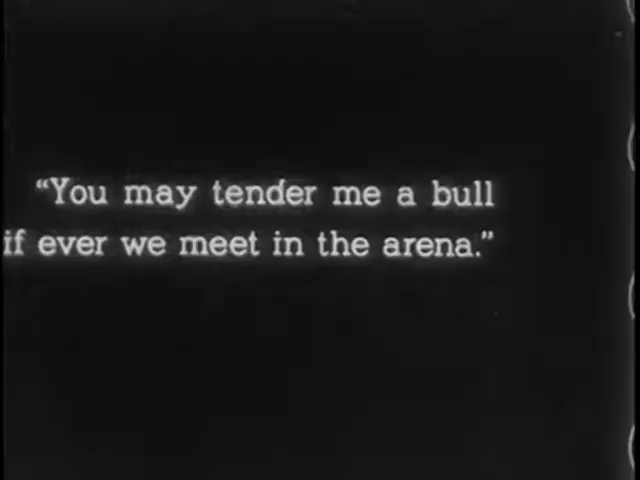 “You may tender me a bull
if ever we meet in the arena.”